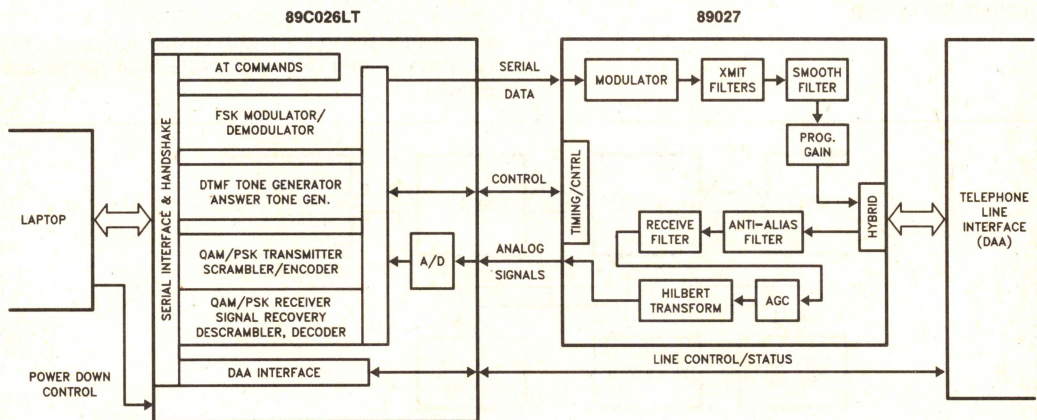 89C026LT
89027
AT COMMANDS
FSK MODULATOR/
DEMODULATOR
DTMF TONE GENERATOR
ANSWER TONE GEN.
QAM/PSK TRANSMITTER
SCRAMBLER/ENCODER
QAM/PSK RECEIVER
SIGNAL RECOVERY
DESCRAMBLER, DECODER
DAA INTERFACE
SERIAL INTERFACE & HANDSHAKE
LAPTOP
POWER DOWN
CONTROL
A/D
SERIAL
DATA
CONTROL
ANALOG
SIGNALS
LINE CONTROL/STATUS
TIMING/CNTRL
MODULATOR
XMIT
FILTERS
SMOOTH
FILTER
PROG.
GAIN
HYBRID
RECEIVE
FILTER
ANTI-ALIAS
FILTER
HILBERT
TRANSFORM
AGC
TELEPHONE
LINE
INTERFACE
(DAA)